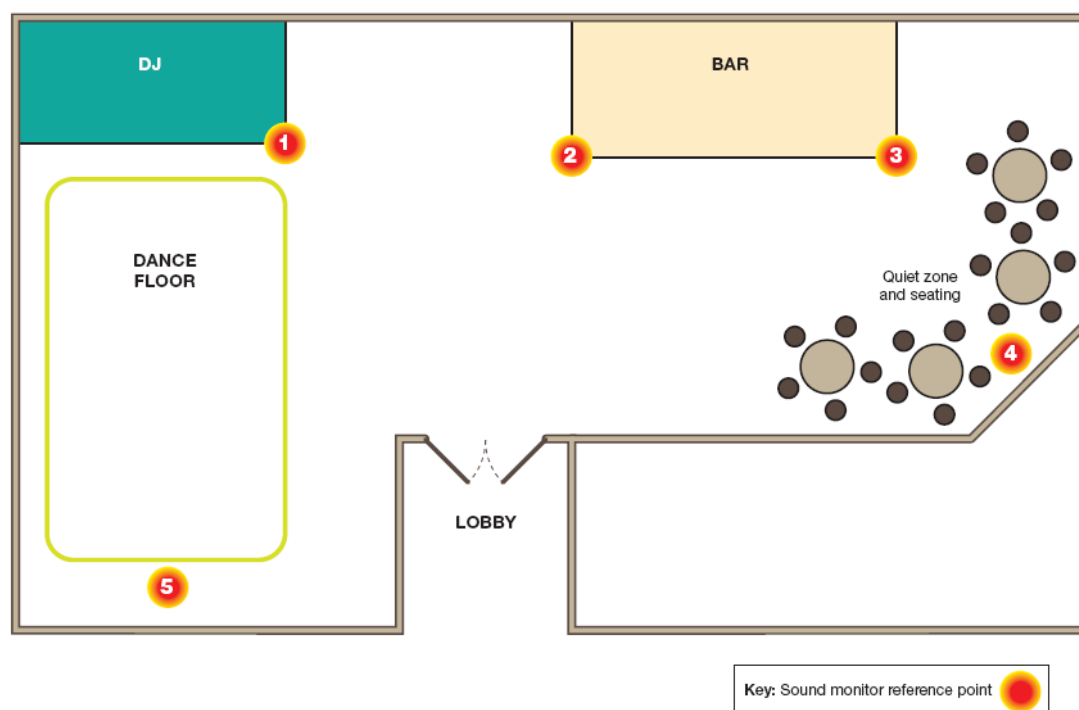 DJ
BAR
1
2
3
DANCE
FLOOR
Quiet zone
and seating
4
LOBBY
5
Key: Sound monitor reference point